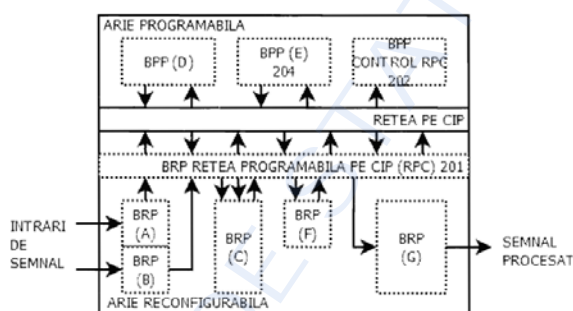 ARIE PROGRAMABILA
BPP (D)
BPP (E)
204
BPP
CONTROL RPC
202
RETEA PE CIP
BRP RETEA PROGRAMABILA PE CIP (RPC) 201
INTRARI
DE
SEMNAL
BRP
(A)
BRP
(B)
BRP
(C)
BRP
(F)
BRP
(G)
SEMNAL
PROCESAT
ARIE RECONFIGURABILA